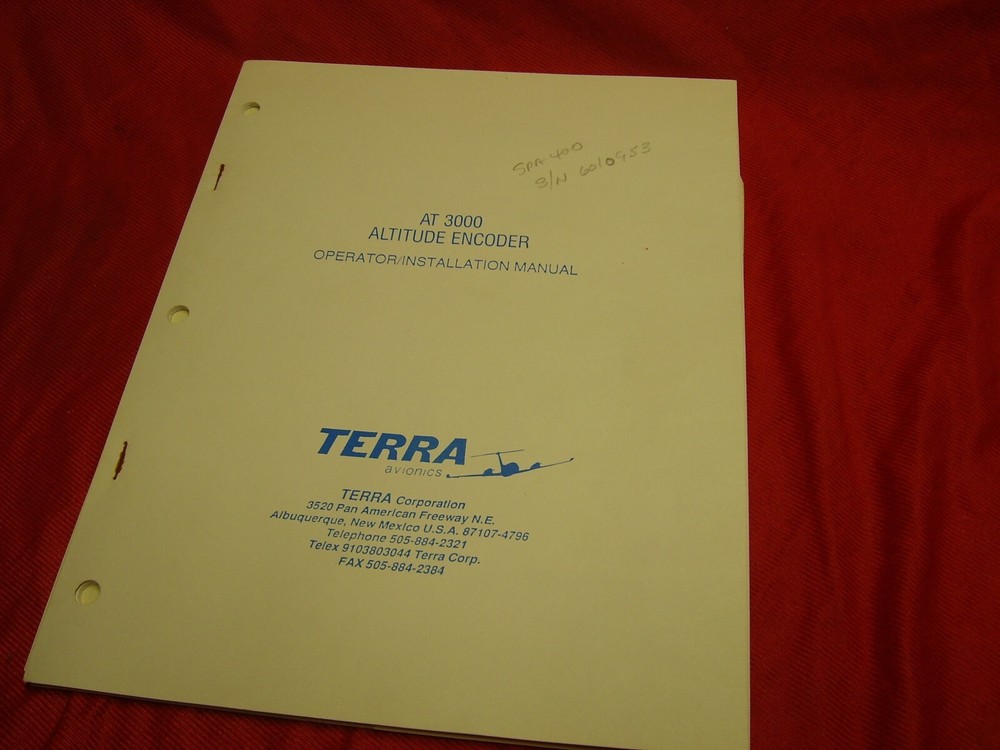 SPA-400
S/N 6010953
AT 3000
ALTITUDE ENCODER
OPERATOR/INSTALLATION MANUAL
TERRA
avionics
TERRA Corporation
3520 Pan American Freeway N.E.
Albuquerque, New Mexico U.S.A. 87107-4796
Telephone 505-884-2321
Telex 9103803044 Terra Corp.
FAX 505-884-2384